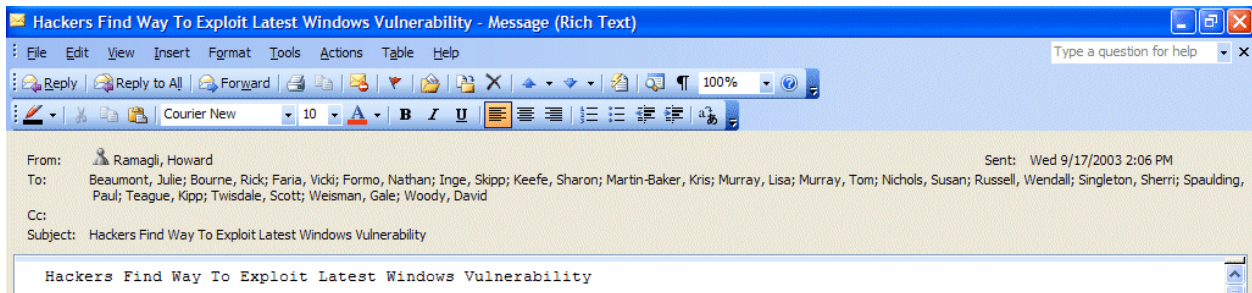 Hackers Find Way To Exploit Latest Windows Vulnerability - Message (Rich Text)
File Edit View Insert Format Tools Actions Table Help Type a question for help
Reply Reply to All Forward 100%
Courier New 10 A B I U
From: Ramagli, Howard Sent: Wed 9/17/2003 2:06 PM
To: Beaumont, Julie; Bourne, Rick; Faria, Vicki; Formo, Nathan; Inge, Skipp; Keefe, Sharon; Martin-Baker, Kris; Murray, Lisa; Murray, Tom; Nichols, Susan; Russell, Wendall; Singleton, Sherri; Spaulding,
Paul; Teague, Kipp; Twisdale, Scott; Weisman, Gale; Woody, David
Cc:
Subject: Hackers Find Way To Exploit Latest Windows Vulnerability
Hackers Find Way To Exploit Latest Windows Vulnerability